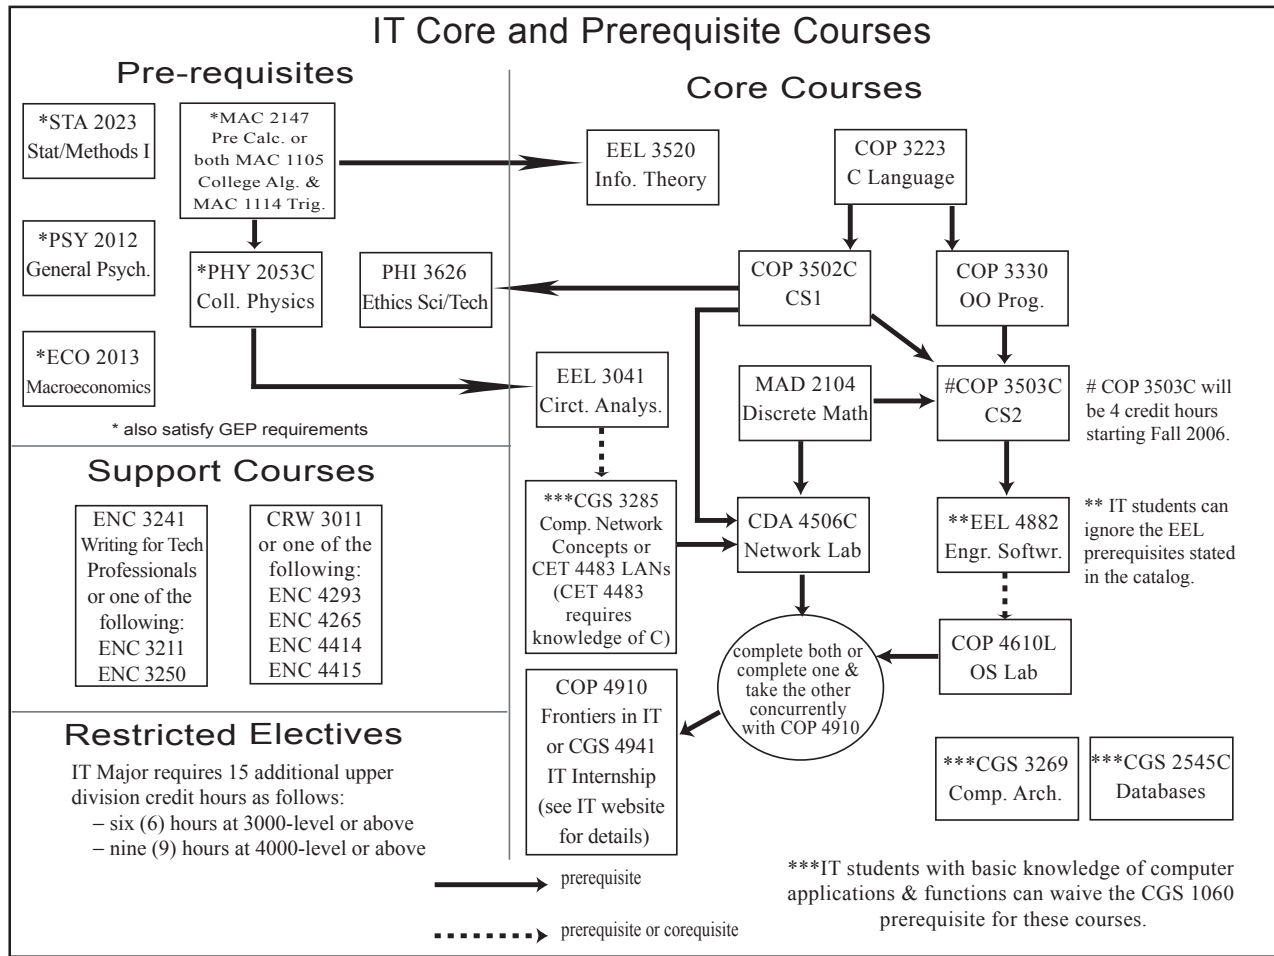 IT Core and Prerequisite Courses
Pre-requisites
*STA 2023
Stat/Methods I
*MAC 2147
Pre Calc. or
both MAC 1105
College Alg. &
MAC 1114 Trig.
*PSY 2012
General Psych.
*PHY 2053C
Coll. Physics
*ECO 2013
Macroeconomics
* also satisfy GEP requirements
Core Courses
EEL 3520
Info. Theory
COP 3223
C Language
PHI 3626
Ethics Sci/Tech
COP 3502C
CS1
COP 3330
OO Prog.
EEL 3041
Circt. Analys.
MAD 2104
Discrete Math
#COP 3503C
CS2
# COP 3503C will
be 4 credit hours
starting Fall 2006.
***CGS 3285
Comp. Network
Concepts or
CET 4483 LANs
(CET 4483
requires
knowledge of C)
CDA 4506C
Network Lab
**EEL 4882
Engr. Softwr.
** IT students can
ignore the EEL
prerequisites stated
in the catalog.
complete both or
complete one &
take the other
concurrently
with COP 4910
COP 4610L
OS Lab
COP 4910
Frontiers in IT
or CGS 4941
IT Internship
(see IT website
for details)
***CGS 3269
Comp. Arch.
***CGS 2545C
Databases
***IT students with basic knowledge of computer
applications & functions can waive the CGS 1060
prerequisite for these courses.
Support Courses
ENC 3241
Writing for Tech
Professionals
or one of the
following:
ENC 3211
ENC 3250
CRW 3011
or one of the
following:
ENC 4293
ENC 4265
ENC 4414
ENC 4415
Restricted Electives
IT Major requires 15 additional upper
division credit hours as follows:
– six (6) hours at 3000-level or above
– nine (9) hours at 4000-level or above
prerequisite
prerequisite or corequisite